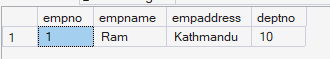 empno empname empaddress deptno
1 1 Ram Kathmandu 10